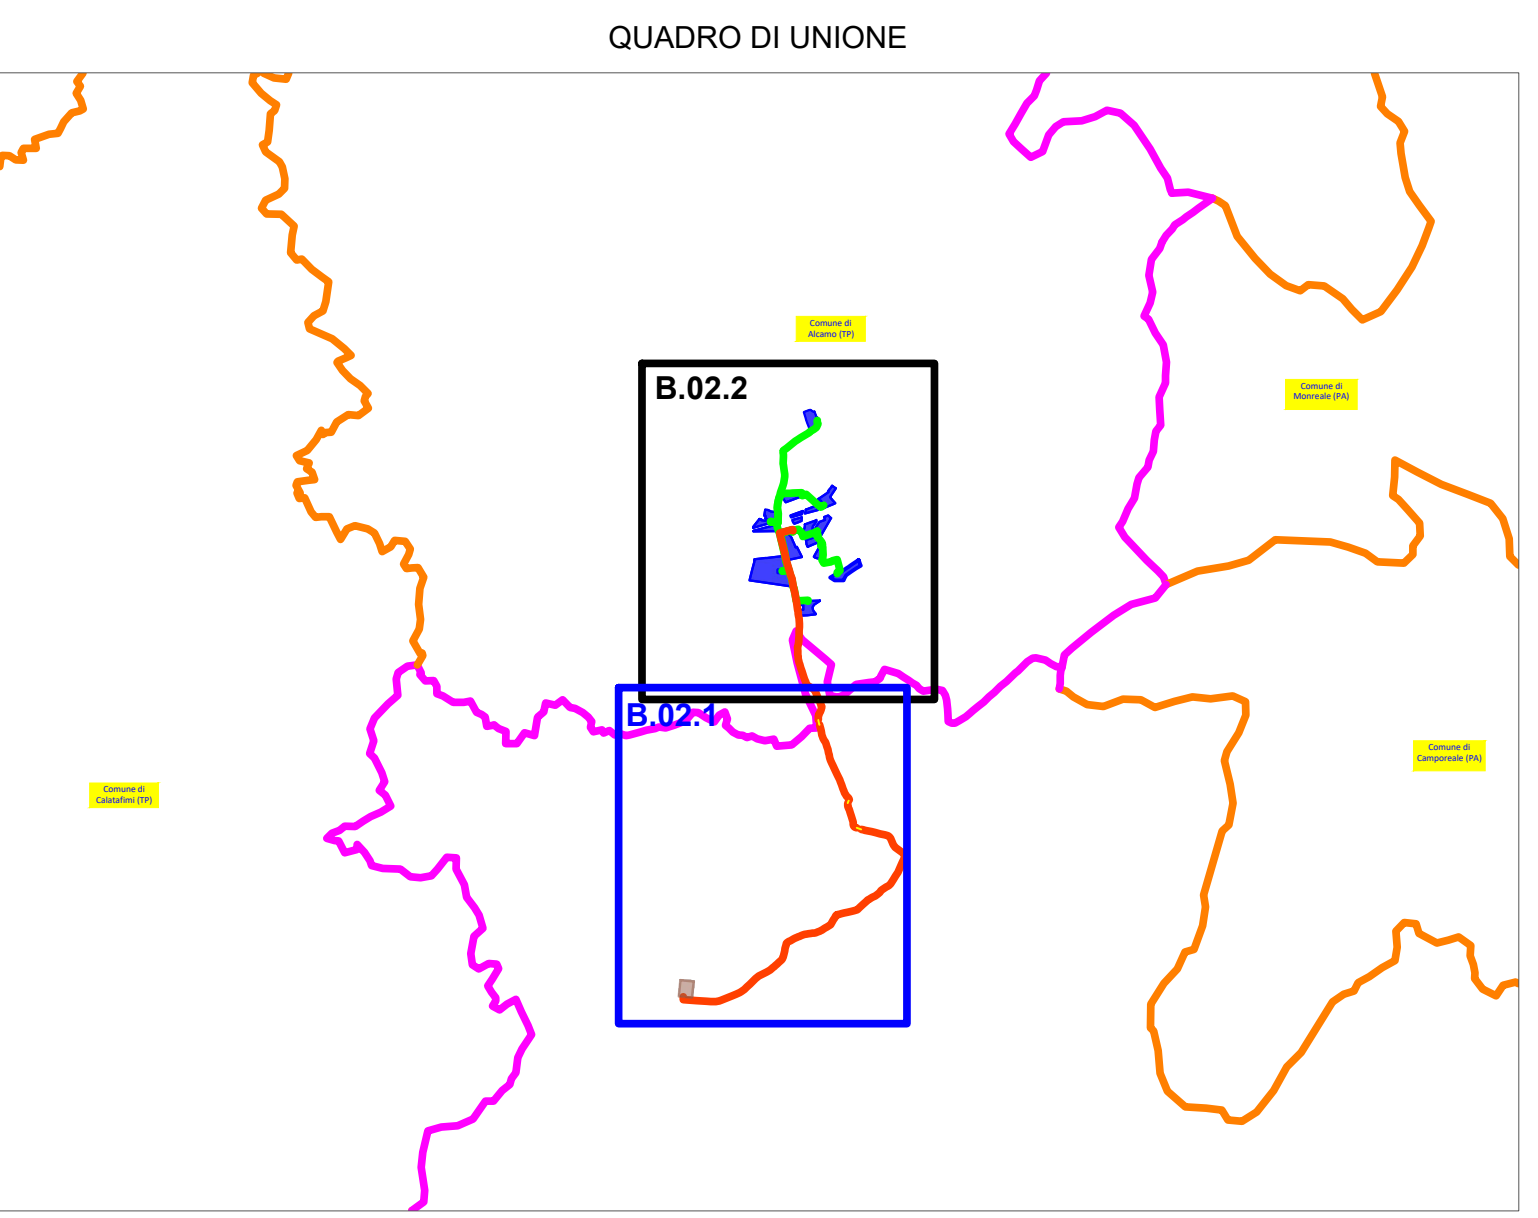 QUADRO DI UNIONE
Comune di
Alcamo (TP)
B.02.2
Comune di
Monreale (PA)
B.02.1
Comune di
Camporeale (PA)
Comune di
Calatafimi (TP)